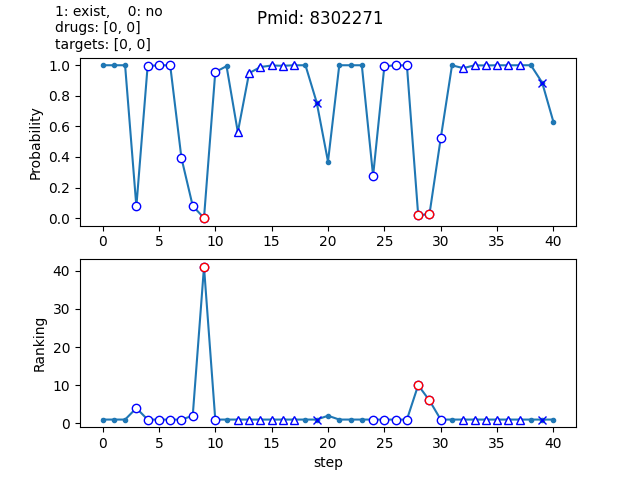 1: exist,    0: no
drugs: [0, 0]
targets: [0, 0]
Pmid: 8302271
1.0
0.8
0.6
0.4
0.2
0.0
Probability
0 5 10 15 20 25 30 35 40
40
30
20
10
0
Ranking
0 5 10 15 20 25 30 35 40
step